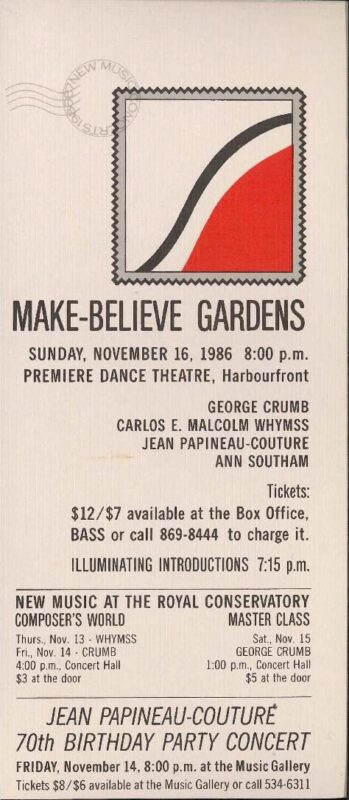 NEW MUSIC CONCERTS 1986-87
MAKE-BELIEVE GARDENS
SUNDAY, NOVEMBER 16, 1986 8:00 p.m.
PREMIERE DANCE THEATRE, Harbourfront
GEORGE CRUMB
CARLOS E. MALCOLM WHYMSS
JEAN PAPINEAU-COUTURE
ANN SOUTHAM
Tickets:
$12/$7 available at the Box Office,
BASS or call 869-8444 to charge it.
ILLUMINATING INTRODUCTIONS 7:15 p.m.
NEW MUSIC AT THE ROYAL CONSERVATORY
COMPOSER'S WORLD
Thurs., Nov. 13 - WHYMSS
Fri., Nov. 14 - CRUMB
4:00 p.m., Concert Hall
$3 at the door
MASTER CLASS
Sat., Nov. 15
GEORGE CRUMB
1:00 p.m., Concert Hall
$5 at the door
JEAN PAPINEAU-COUTURE
70th BIRTHDAY PARTY CONCERT
FRIDAY, November 14, 8:00 p.m. at the Music Gallery
Tickets $8/$6 available at the Music Gallery or call 534-6311